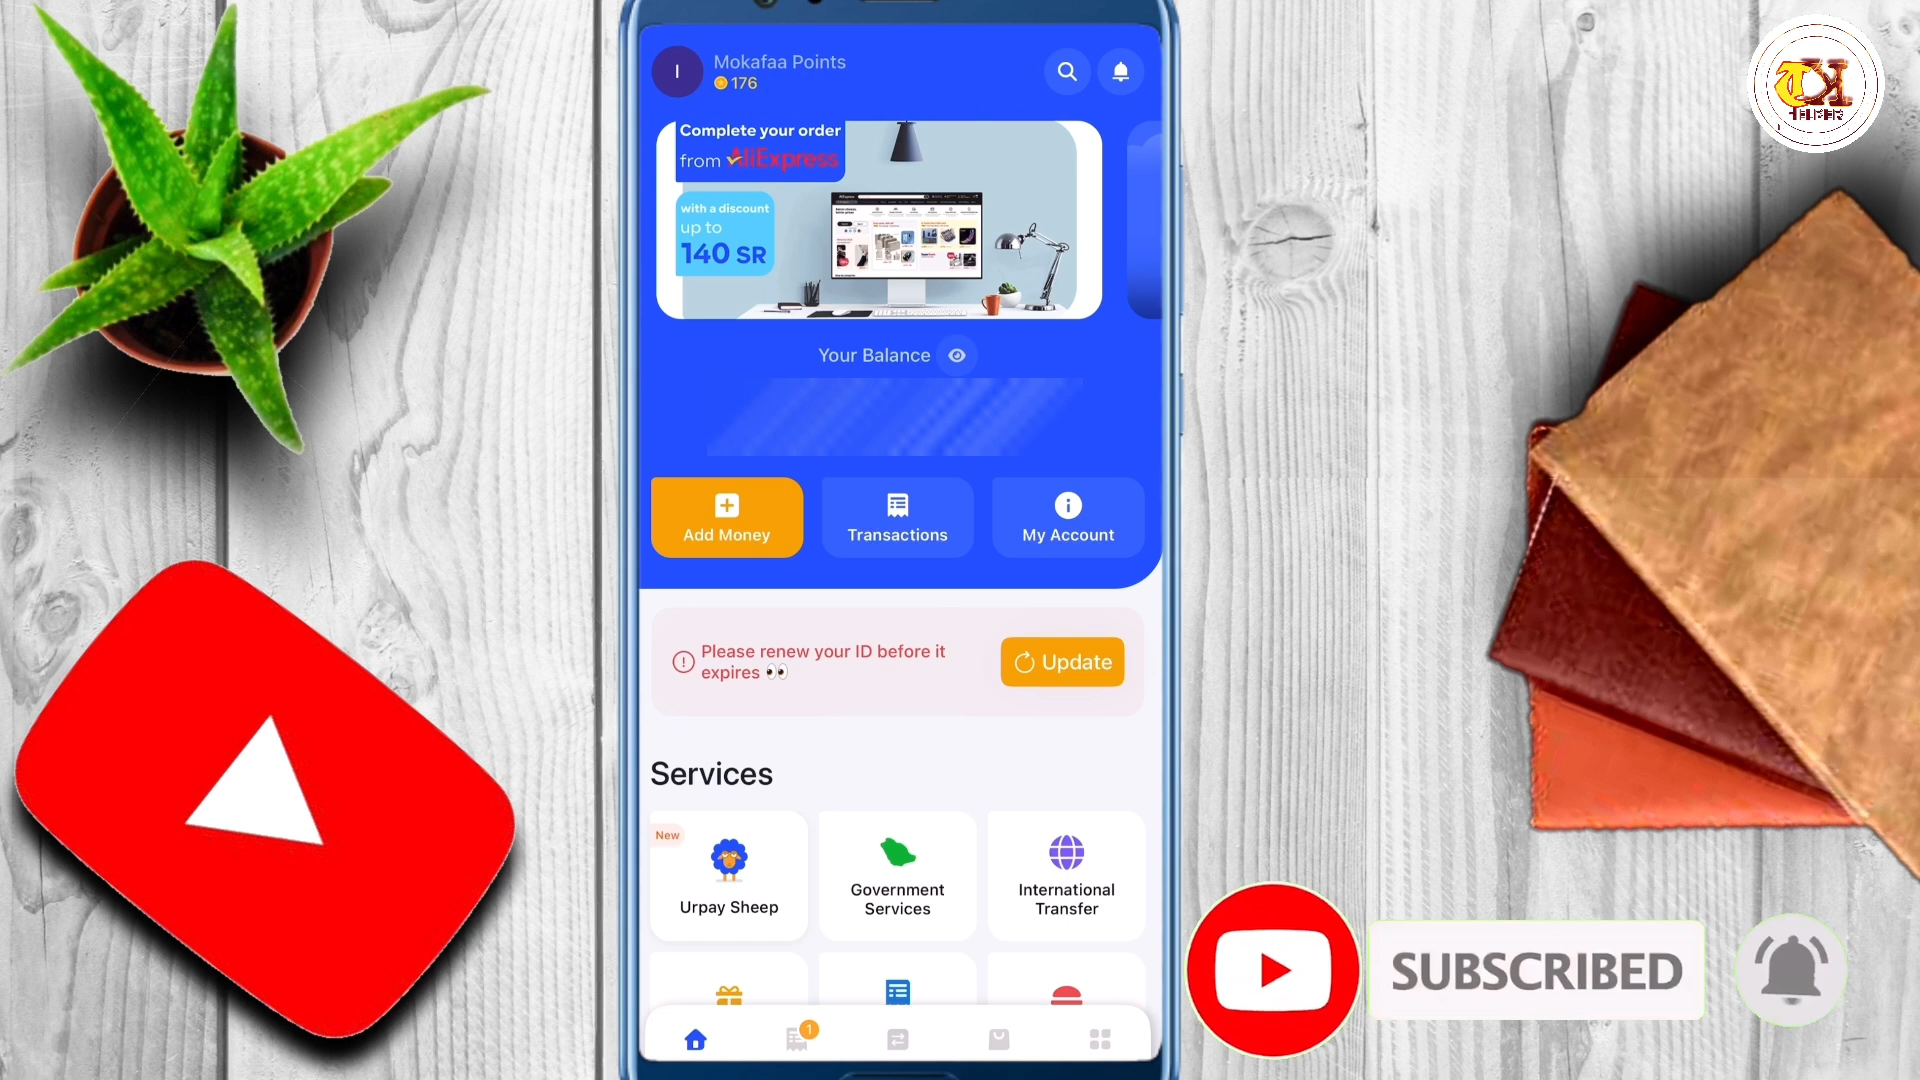 I
Mokafaa Points
176
Complete your order
from AliExpress
with a discount
up to
140 SR
Your Balance
Add Money
Transactions
My Account
Please renew your ID before it
expires 👀
Update
Services
New
Urpay Sheep
Government
Services
International
Transfer
1
TK
HELPER
SUBSCRIBED